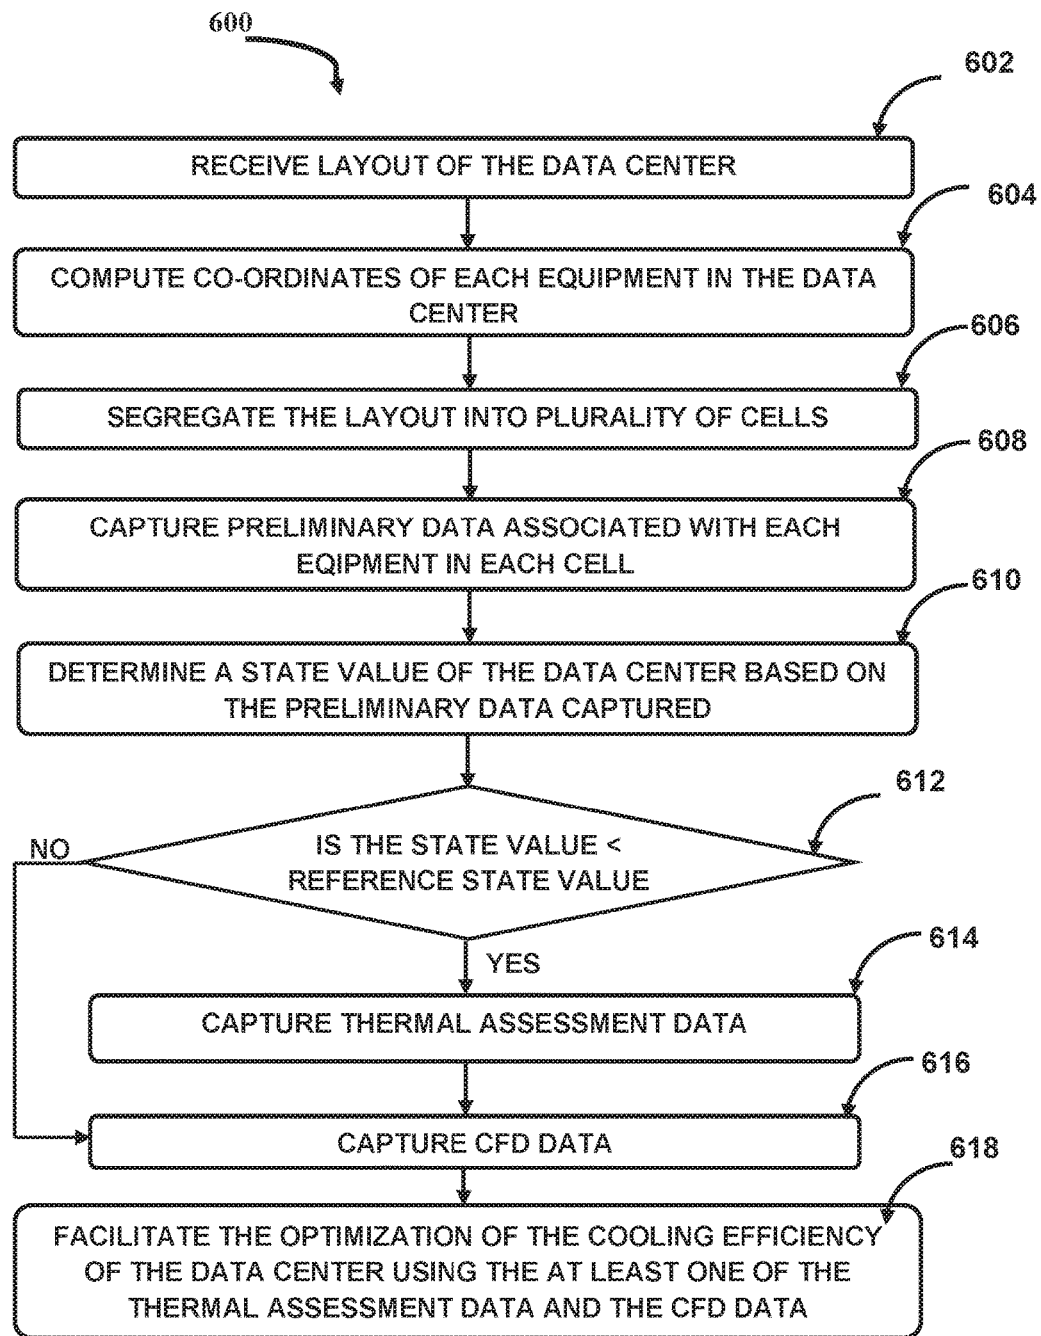 600
602
RECEIVE LAYOUT OF THE DATA CENTER
604
COMPUTE CO-ORDINATES OF EACH EQUIPMENT IN THE DATA
CENTER
606
SEGREGATE THE LAYOUT INTO PLURALITY OF CELLS
608
CAPTURE PRELIMINARY DATA ASSOCIATED WITH EACH
EQIPMENT IN EACH CELL
610
DETERMINE A STATE VALUE OF THE DATA CENTER BASED ON
THE PRELIMINARY DATA CAPTURED
612
IS THE STATE VALUE <
REFERENCE STATE VALUE
NO
YES
614
CAPTURE THERMAL ASSESSMENT DATA
616
CAPTURE CFD DATA
618
FACILITATE THE OPTIMIZATION OF THE COOLING EFFICIENCY
OF THE DATA CENTER USING THE AT LEAST ONE OF THE
THERMAL ASSESSMENT DATA AND THE CFD DATA